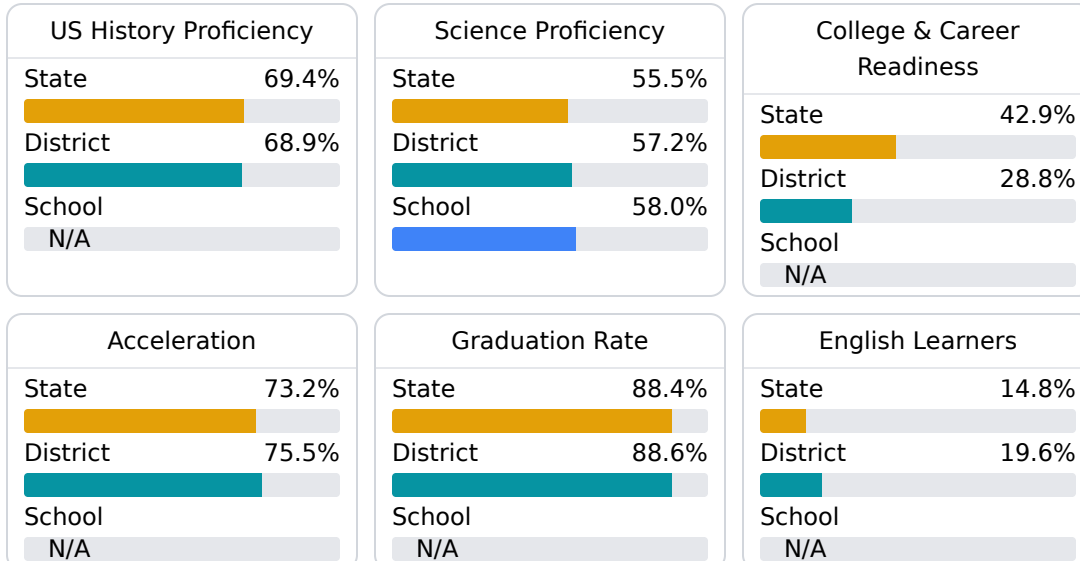 US History Proficiency
State 69.4%
District 68.9%
School
N/A
Science Proficiency
State 55.5%
District 57.2%
School 58.0%
College & Career
Readiness
State 42.9%
District 28.8%
School
N/A
Acceleration
State 73.2%
District 75.5%
School
N/A
Graduation Rate
State 88.4%
District 88.6%
School
N/A
English Learners
State 14.8%
District 19.6%
School
N/A